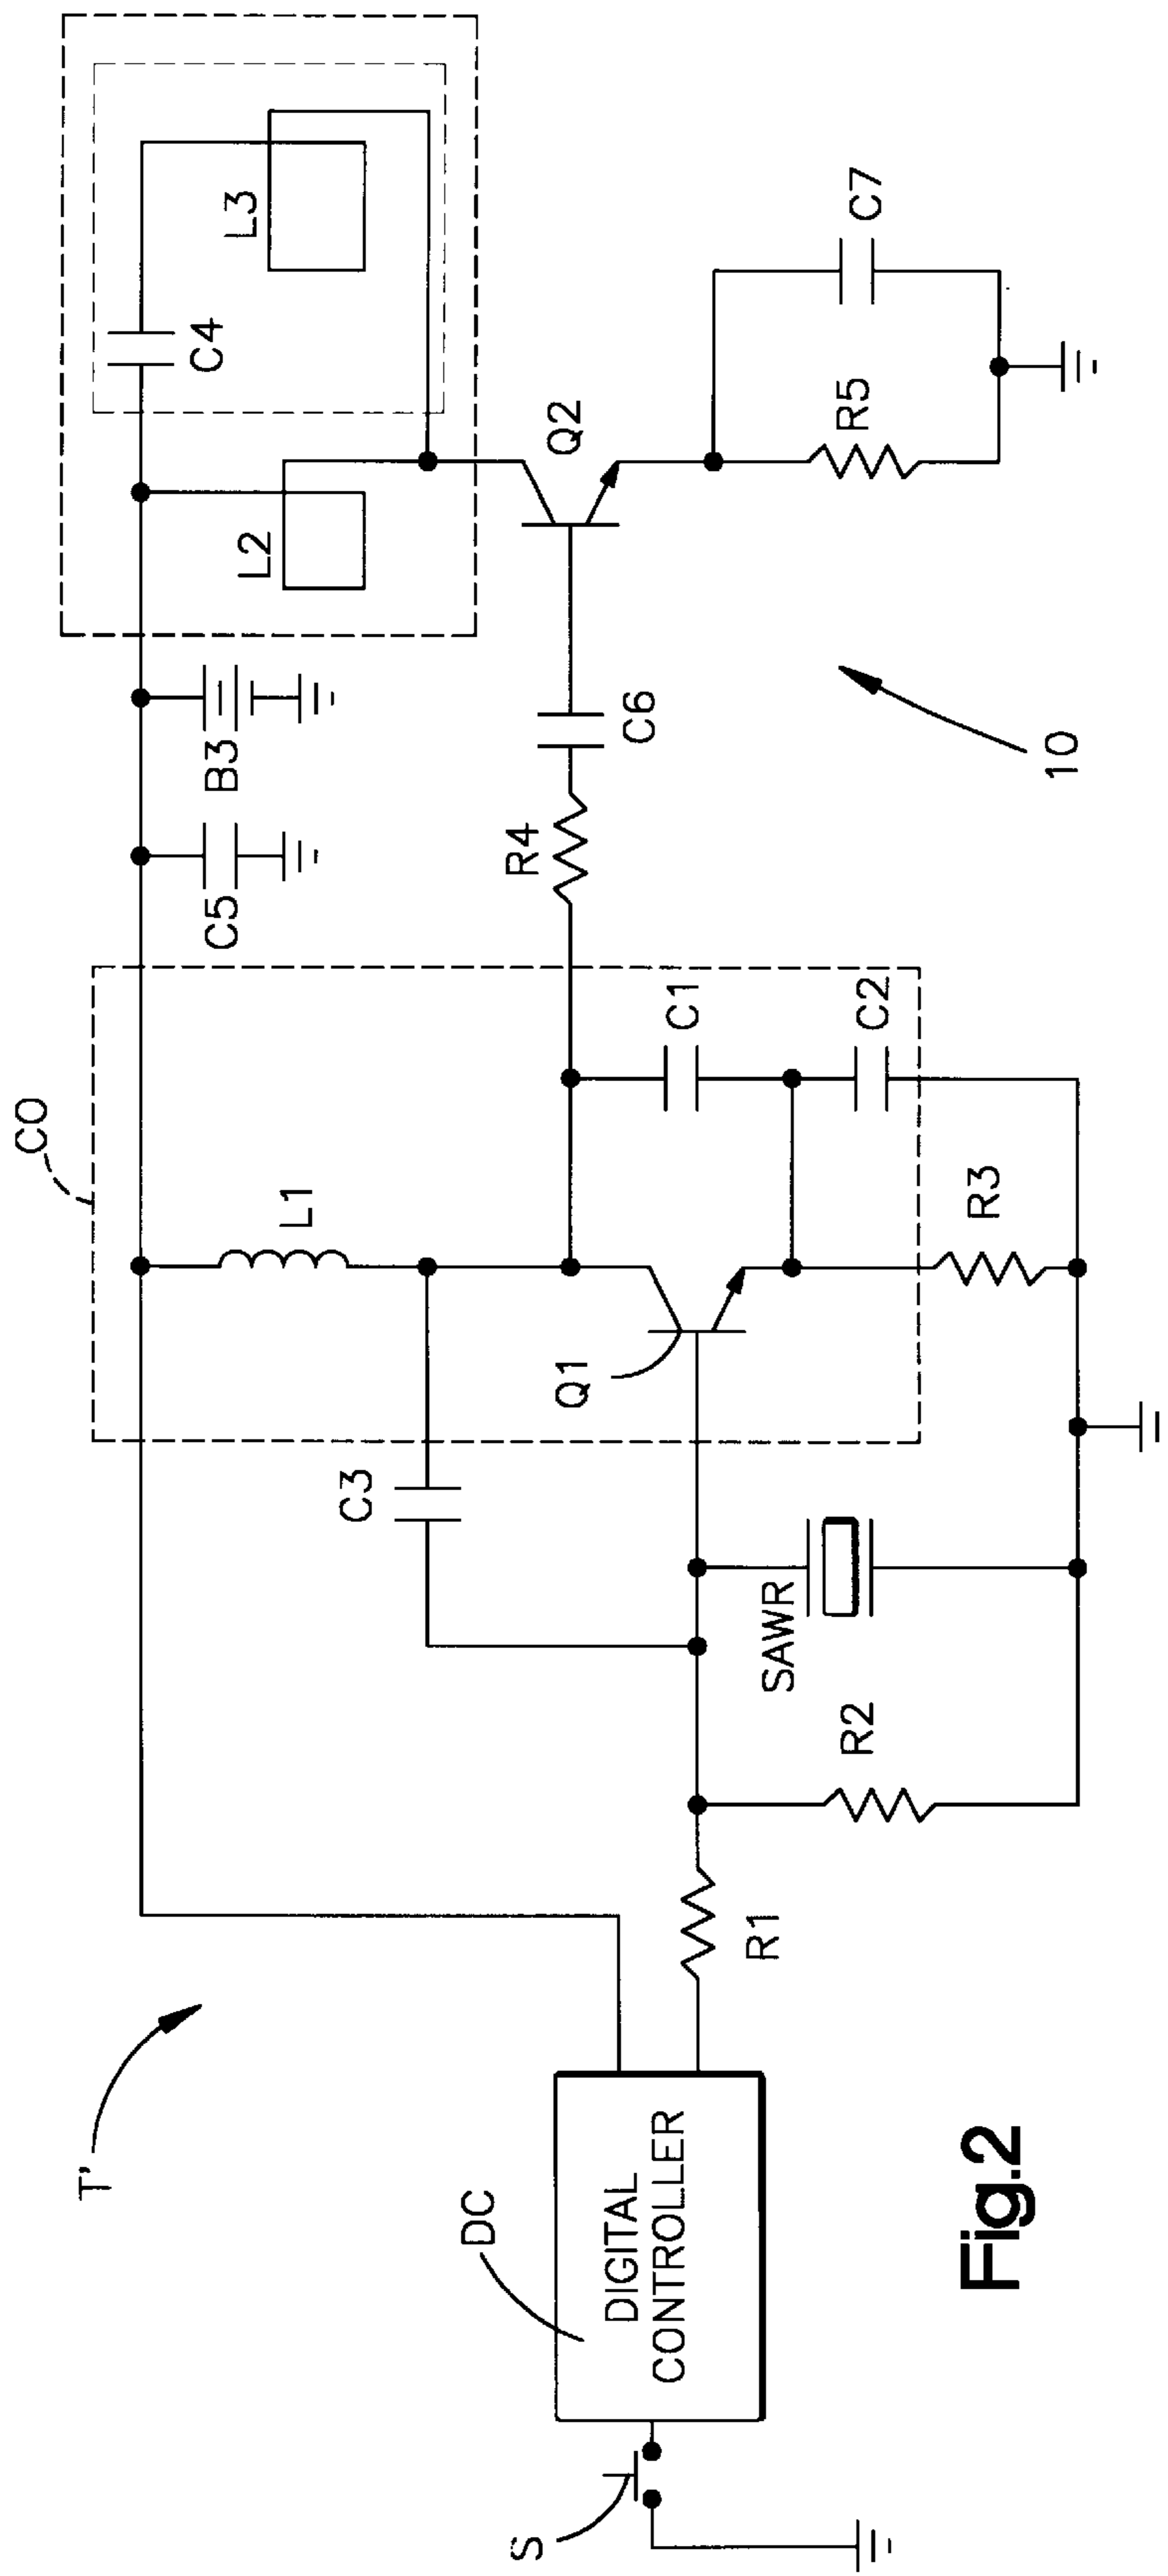 T'
CO
C5
B3
L2
C4
L3
L1
C3
Q1
R4
C6
Q2
C1
C2
R3
R5
C7
10
S
DC
DIGITAL
CONTROLLER
R1
R2
SAWR
Fig.2